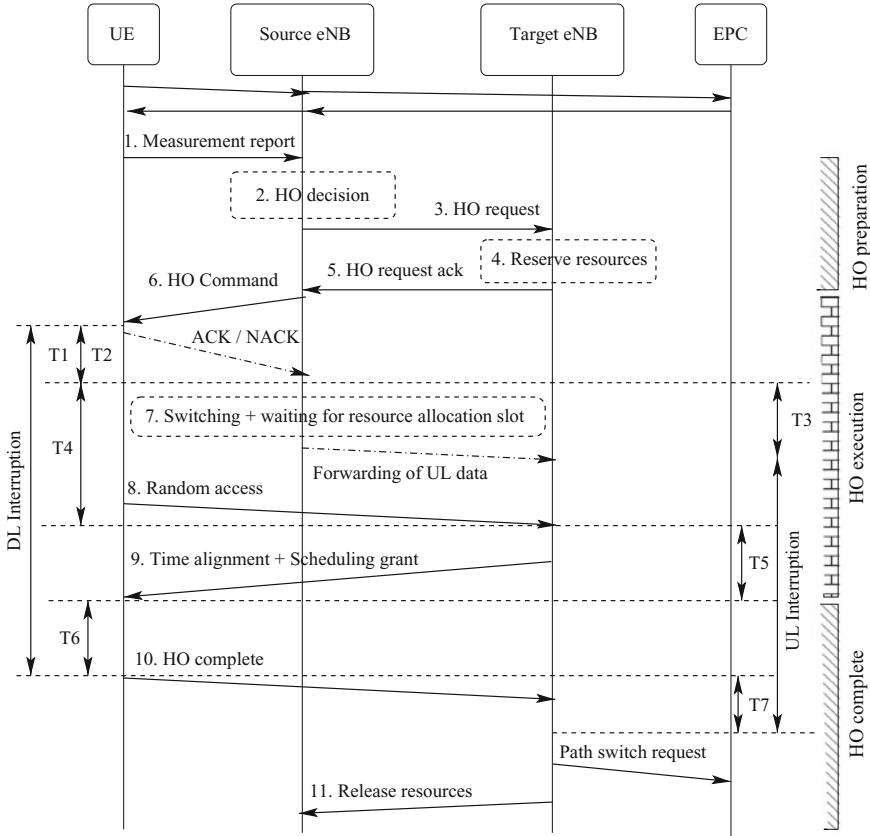 UE
Source eNB
Target eNB
EPC
1. Measurement report
2. HO decision
3. HO request
4. Reserve resources
5. HO request ack
6. HO Command
ACK / NACK
T1
T2
7. Switching + waiting for resource allocation slot
T3
T4
Forwarding of UL data
8. Random access
9. Time alignment + Scheduling grant
T5
T6
10. HO complete
T7
Path switch request
11. Release resources
DL Interruption
UL Interruption
HO preparation
HO execution
HO complete